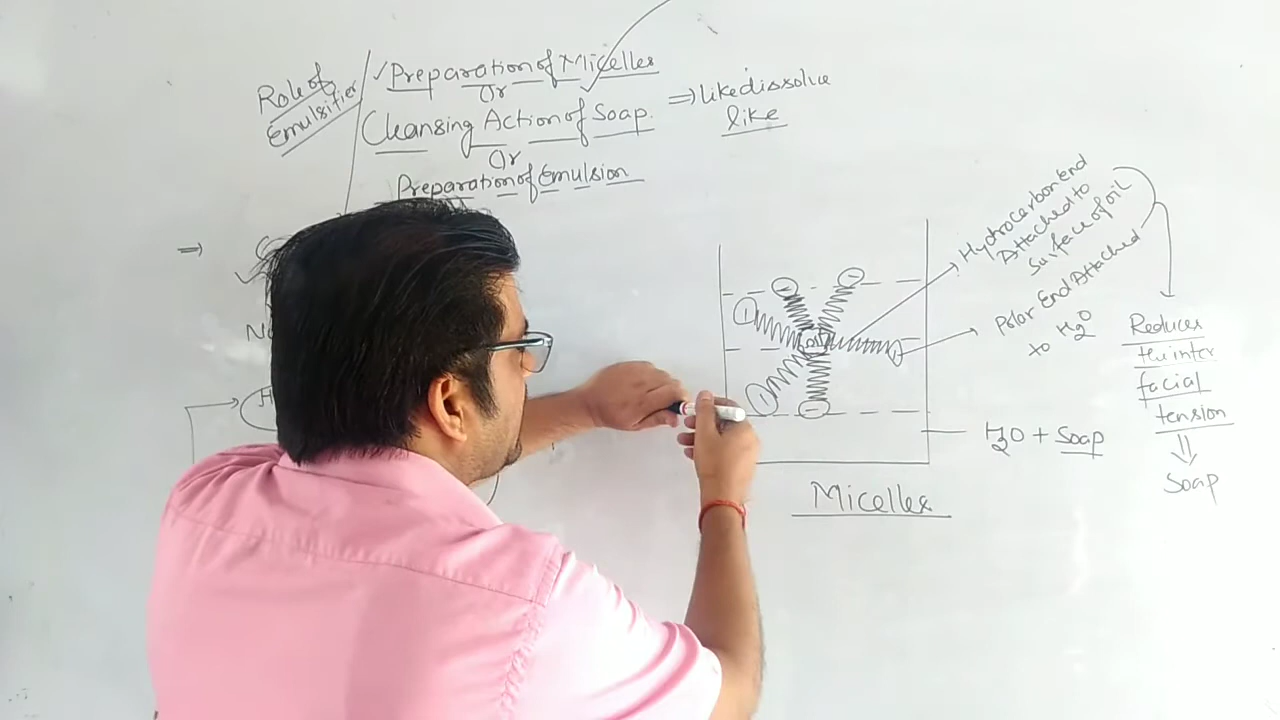 Role of
Emulsifier
✓ Preparation of Micelles
Or
Cleansing Action of Soap.
Or
Preparation of Emulsion
⇒ like dissolve
like
⇒
Hydrocarbon end
Attached to
Surface of oil
Polar End Attached
to H2O
Reduces
the inter
facial
tension
⇓
Soap
H2O + Soap
Micelles